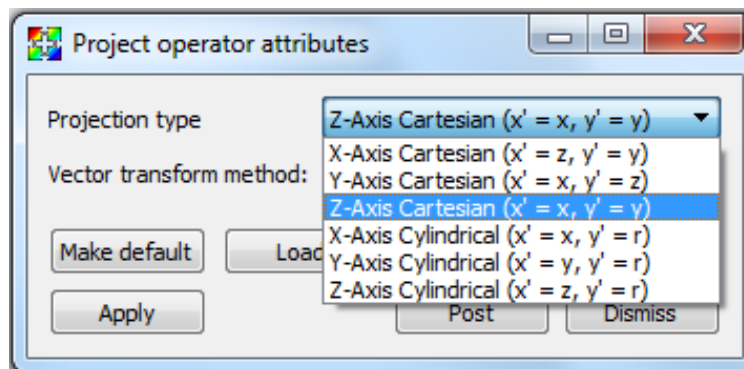 Project operator attributes
Projection type
Z-Axis Cartesian (x' = x, y' = y)
X-Axis Cartesian (x' = z, y' = y)
Vector transform method:
Y-Axis Cartesian (x' = x, y' = z)
Z-Axis Cartesian (x' = x, y' = y)
X-Axis Cylindrical (x' = x, y' = r)
Make default
Load
Y-Axis Cylindrical (x' = y, y' = r)
Z-Axis Cylindrical (x' = z, y' = r)
Apply
Post
Dismiss